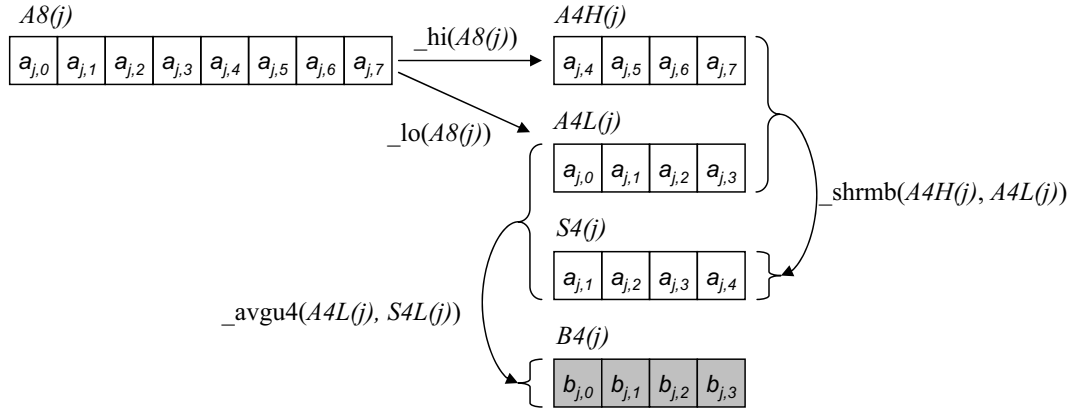 A8(j)
a_{j,0} a_{j,1} a_{j,2} a_{j,3} a_{j,4} a_{j,5} a_{j,6} a_{j,7}
_hi(A8(j))
A4H(j)
a_{j,4} a_{j,5} a_{j,6} a_{j,7}
_lo(A8(j))
A4L(j)
a_{j,0} a_{j,1} a_{j,2} a_{j,3}
_shrmb(A4H(j), A4L(j))
S4(j)
a_{j,1} a_{j,2} a_{j,3} a_{j,4}
_avgu4(A4L(j), S4L(j))
B4(j)
b_{j,0} b_{j,1} b_{j,2} b_{j,3}